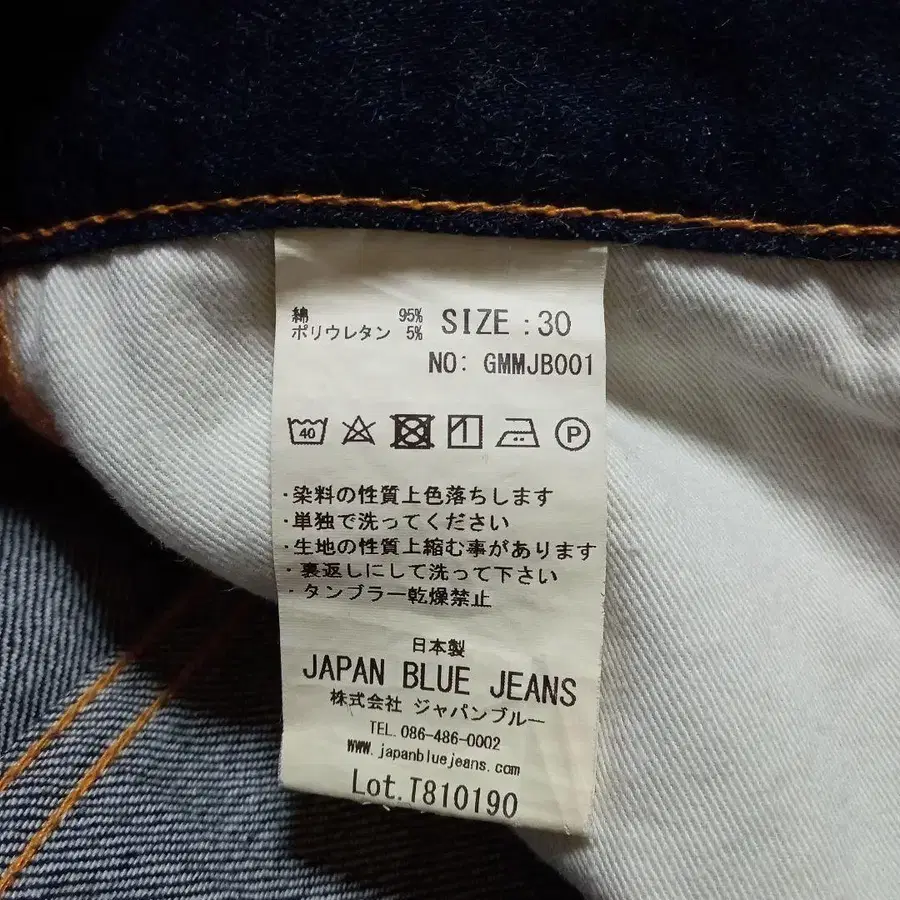 綿 95%
ポリウレタン 5%
SIZE : 30
NO: GMMJB001
40 P
・染料の性質上色落ちします
・単独で洗ってください
・生地の性質上縮む事があります
・裏返しにして洗って下さい
・タンブラー乾燥禁止
日本製
JAPAN BLUE JEANS
株式会社 ジャパンブルー
TEL. 086-486-0002
www.japanbluejeans.com
Lot.T810190